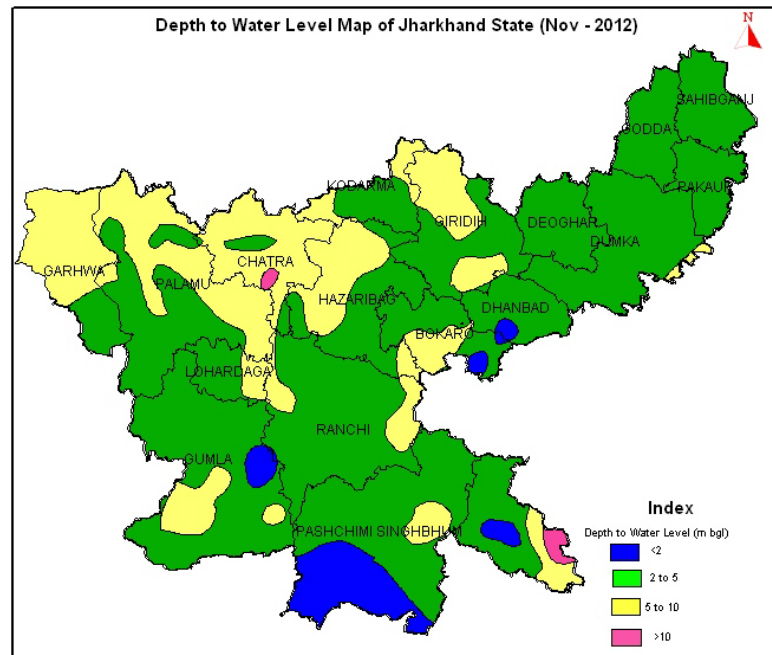 Depth to Water Level Map of Jharkhand State (Nov - 2012)
N
SAHIBGANJ
GODDA
KODARMA
PAKAUR
GIRIDIH
DEOGHAR
DUMKA
CHATRA
GARHWA
PALAMU
HAZARIBAG
DHANBAD
BOKARO
LOHARDAGA
RANCHI
GUMLA
PASHCHIMI SINGHBHUM
Index
Depth to Water Level (m bgl)
<2
2 to 5
5 to 10
>10